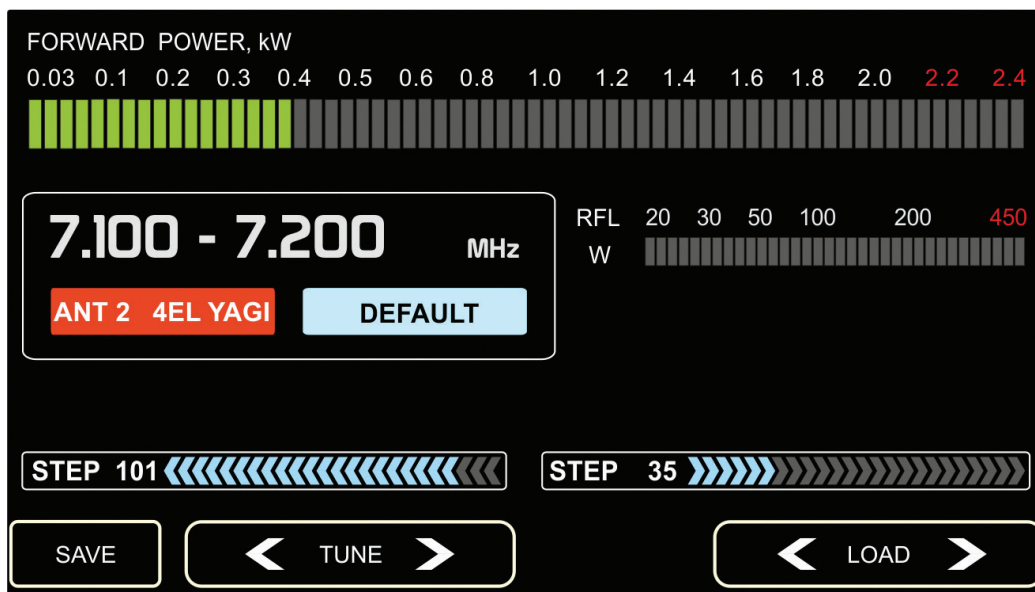 FORWARD POWER, kW
0.03 0.1 0.2 0.3 0.4 0.5 0.6 0.8 1.0 1.2 1.4 1.6 1.8 2.0 2.2 2.4
7.100 - 7.200 MHz
ANT 2 4EL YAGI DEFAULT
RFL 20 30 50 100 200 450
W
STEP 101
STEP 35
SAVE
TUNE
LOAD